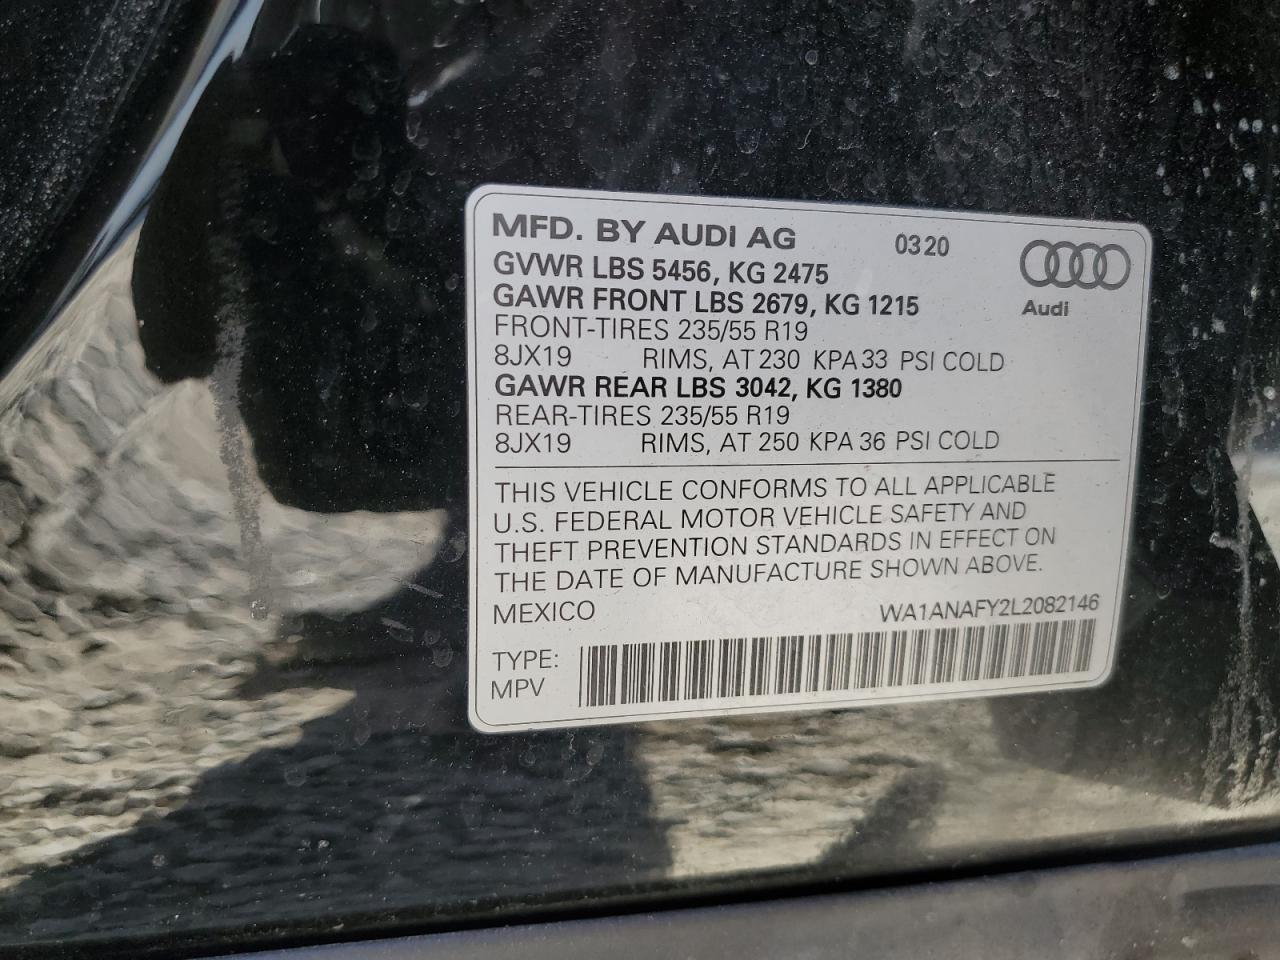 MFD. BY AUDI AG 0320
GVWR LBS 5456, KG 2475
GAWR FRONT LBS 2679, KG 1215
Audi
FRONT-TIRES 235/55 R19
8JX19 RIMS, AT 230 KPA 33 PSI COLD
GAWR REAR LBS 3042, KG 1380
REAR-TIRES 235/55 R19
8JX19 RIMS, AT 250 KPA 36 PSI COLD
THIS VEHICLE CONFORMS TO ALL APPLICABLE
U.S. FEDERAL MOTOR VEHICLE SAFETY AND
THEFT PREVENTION STANDARDS IN EFFECT ON
THE DATE OF MANUFACTURE SHOWN ABOVE.
MEXICO WA1ANAFY2L2082146
TYPE:
MPV